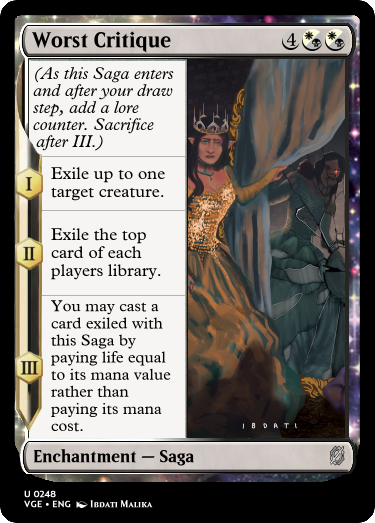 Worst Critique 4
(As this Saga enters
and after your draw
step, add a lore
counter. Sacrifice
after III.)
I
Exile up to one
target creature.
II
Exile the top
card of each
players library.
III
You may cast a
card exiled with
this Saga by
paying life equal
to its mana value
rather than
paying its mana
cost.
IBDATI
Enchantment — Saga
U 0248
VGE • ENG Ibdati Malika